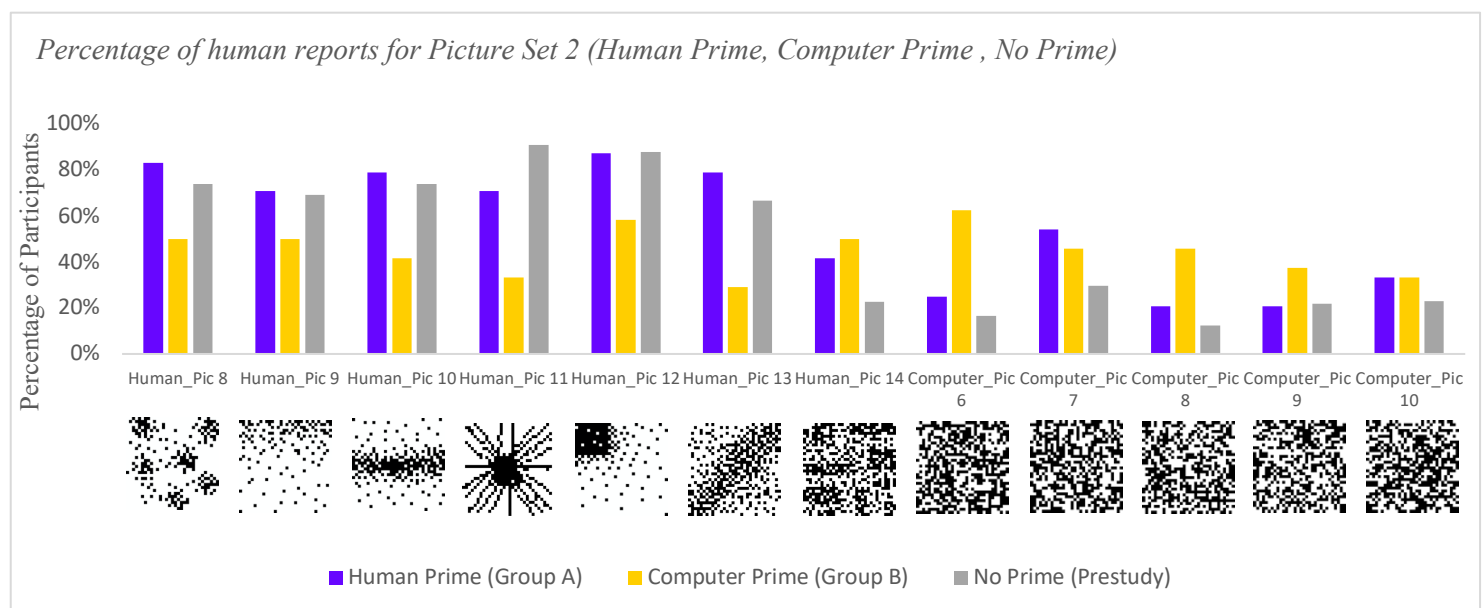 Percentage of human reports for Picture Set 2 (Human Prime, Computer Prime , No Prime)
Percentage of Participants
100%
80%
60%
40%
20%
0%
Human_Pic 8 Human_Pic 9 Human_Pic 10 Human_Pic 11 Human_Pic 12 Human_Pic 13 Human_Pic 14 Computer_Pic Computer_Pic Computer_Pic Computer_Pic Computer_Pic
6 7 8 9 10
Human Prime (Group A) Computer Prime (Group B) No Prime (Prestudy)